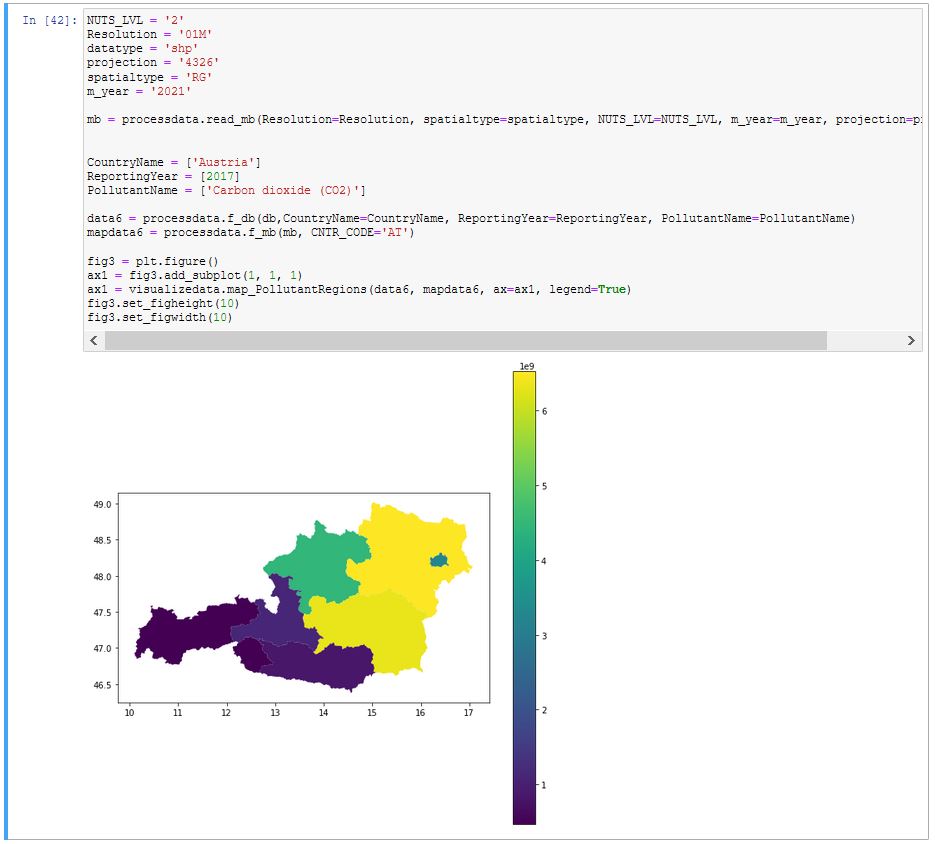 In [42]:
NUTS_LVL = '2'
Resolution = '01M'
datatype = 'shp'
projection = '4326'
spatialtype = 'RG'
m_year = '2021'
mb = processdata.read_mb(Resolution=Resolution, spatialtype=spatialtype, NUTS_LVL=NUTS_LVL, m_year=m_year, projection=p
CountryName = ['Austria']
ReportingYear = [2017]
PollutantName = ['Carbon dioxide (CO2)']
data6 = processdata.f_db(db,CountryName=CountryName, ReportingYear=ReportingYear, PollutantName=PollutantName)
mapdata6 = processdata.f_mb(mb, CNTR_CODE='AT')
fig3 = plt.figure()
ax1 = fig3.add_subplot(1, 1, 1)
ax1 = visualizedata.map_PollutantRegions(data6, mapdata6, ax=ax1, legend=True)
fig3.set_figheight(10)
fig3.set_figwidth(10)
1e9
6
5
4
3
2
1
49.0
48.5
48.0
47.5
47.0
46.5
10 11 12 13 14 15 16 17